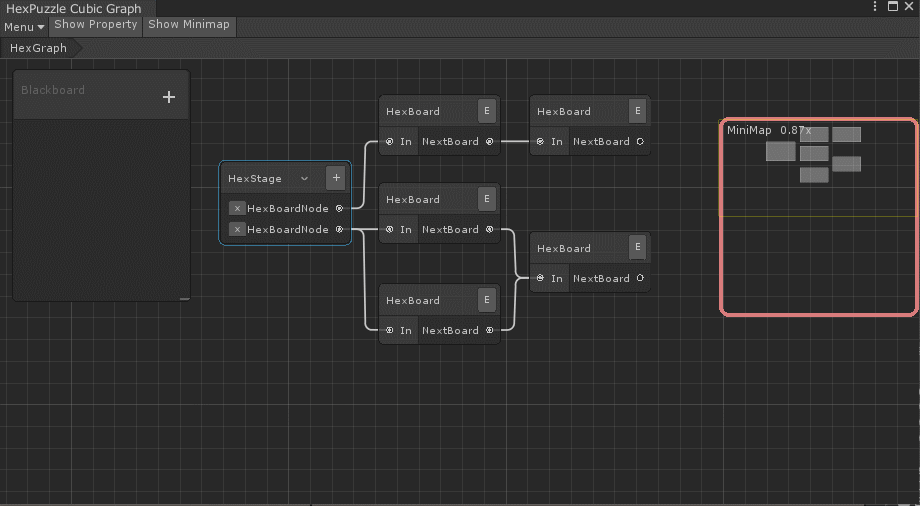 HexPuzzle Cubic Graph
Menu Show Property Show Minimap
HexGraph
Blackboard
HexStage
HexBoardNode
HexBoardNode
HexBoard E
In NextBoard
HexBoard E
In NextBoard
HexBoard E
In NextBoard
HexBoard E
In NextBoard
HexBoard E
In NextBoard
MiniMap 0.87x